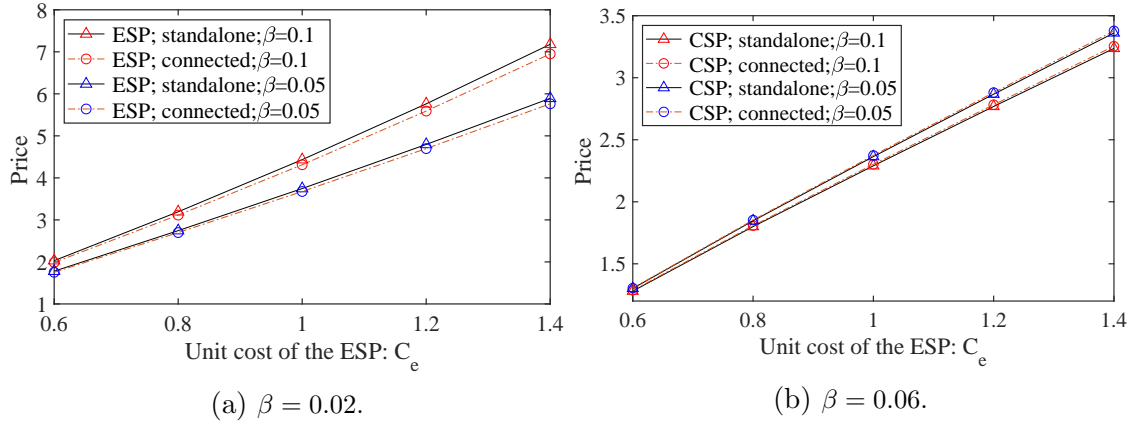 8
7
6
5
4
3
2
1
Price
ESP; standalone;β=0.1
ESP; connected;β=0.1
ESP; standalone;β=0.05
ESP; connected;β=0.05
0.6 0.8 1 1.2 1.4
Unit cost of the ESP: C_e
(a) β = 0.02.
3.5
3
2.5
2
1.5
Price
CSP; standalone;β=0.1
CSP; connected;β=0.1
CSP; standalone;β=0.05
CSP; connected;β=0.05
0.6 0.8 1 1.2 1.4
Unit cost of the ESP: C_e
(b) β = 0.06.